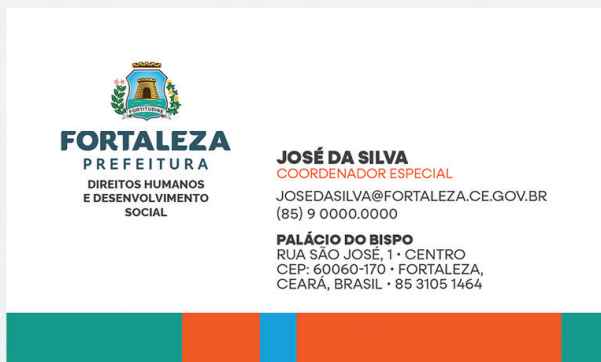 FORTITUDINE
FORTALEZA
PREFEITURA
DIREITOS HUMANOS
E DESENVOLVIMENTO
SOCIAL
JOSÉ DA SILVA
COORDENADOR ESPECIAL
JOSEDASILVA@FORTALEZA.CE.GOV.BR
(85) 9 0000.0000
PALÁCIO DO BISPO
RUA SÃO JOSÉ, 1 • CENTRO
CEP: 60060-170 • FORTALEZA,
CEARÁ, BRASIL • 85 3105 1464